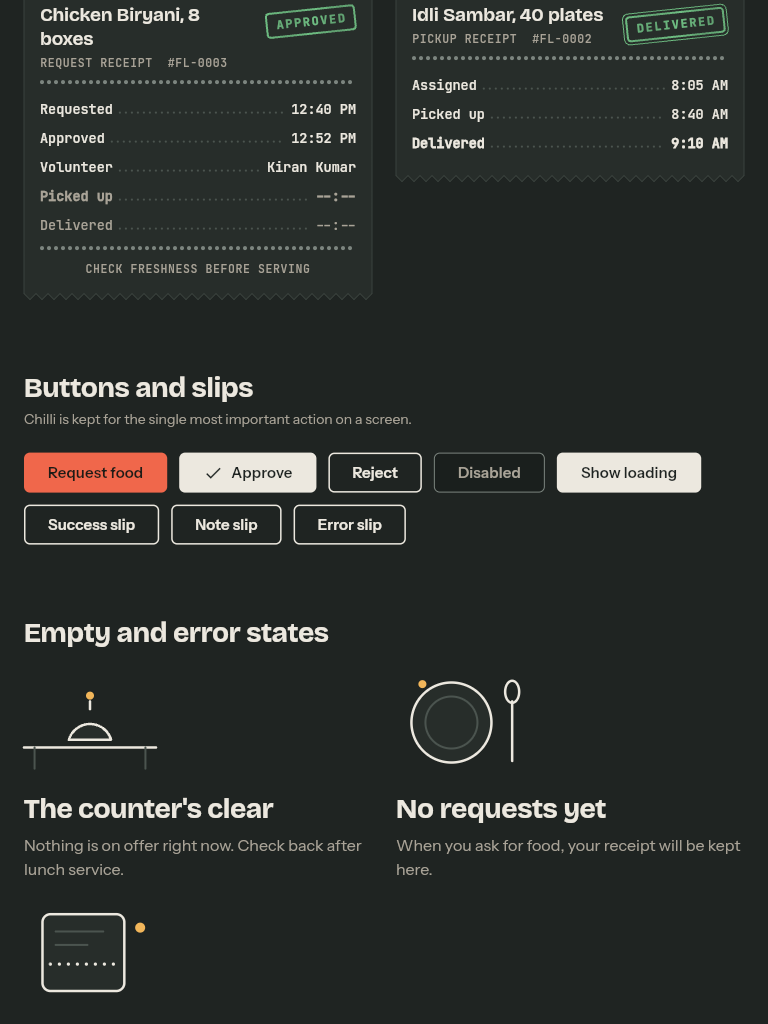 Chicken Biryani, 8
boxes
APPROVED
REQUEST RECEIPT #FL-0003
Requested 12:40 PM
Approved 12:52 PM
Volunteer Kiran Kumar
Picked up --:--
Delivered --:--
CHECK FRESHNESS BEFORE SERVING
Idli Sambar, 40 plates
DELIVERED
PICKUP RECEIPT #FL-0002
Assigned 8:05 AM
Picked up 8:40 AM
Delivered 9:10 AM
Buttons and slips
Chilli is kept for the single most important action on a screen.
Request food
Approve
Reject
Disabled
Show loading
Success slip
Note slip
Error slip
Empty and error states
The counter's clear
Nothing is on offer right now. Check back after
lunch service.
No requests yet
When you ask for food, your receipt will be kept
here.